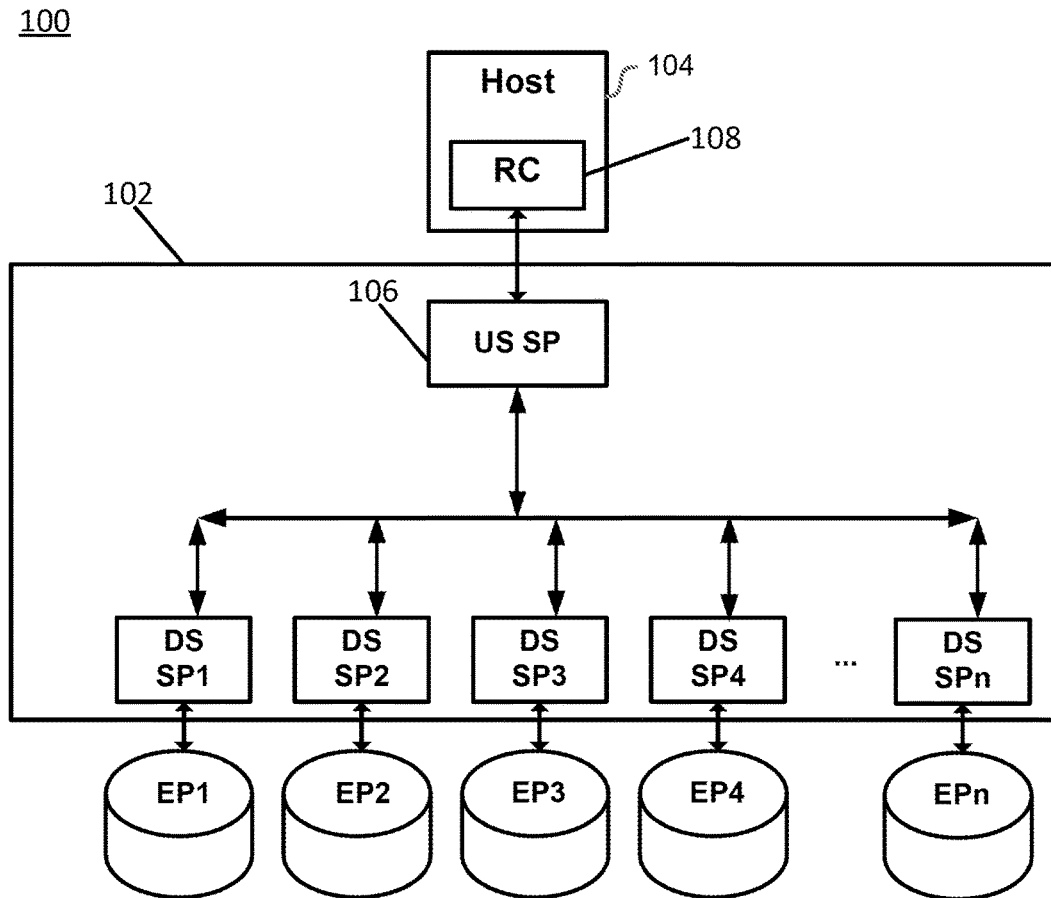 100
Host
104
RC
108
102
106
US SP
DS
SP1
DS
SP2
DS
SP3
DS
SP4
...
DS
SPn
EP1
EP2
EP3
EP4
EPn